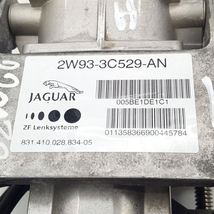 2W93-3C529-AN
JAGUAR
005BE1DE1C1
ZF Lenksysteme
011358366900445784
831.410.028.834-05